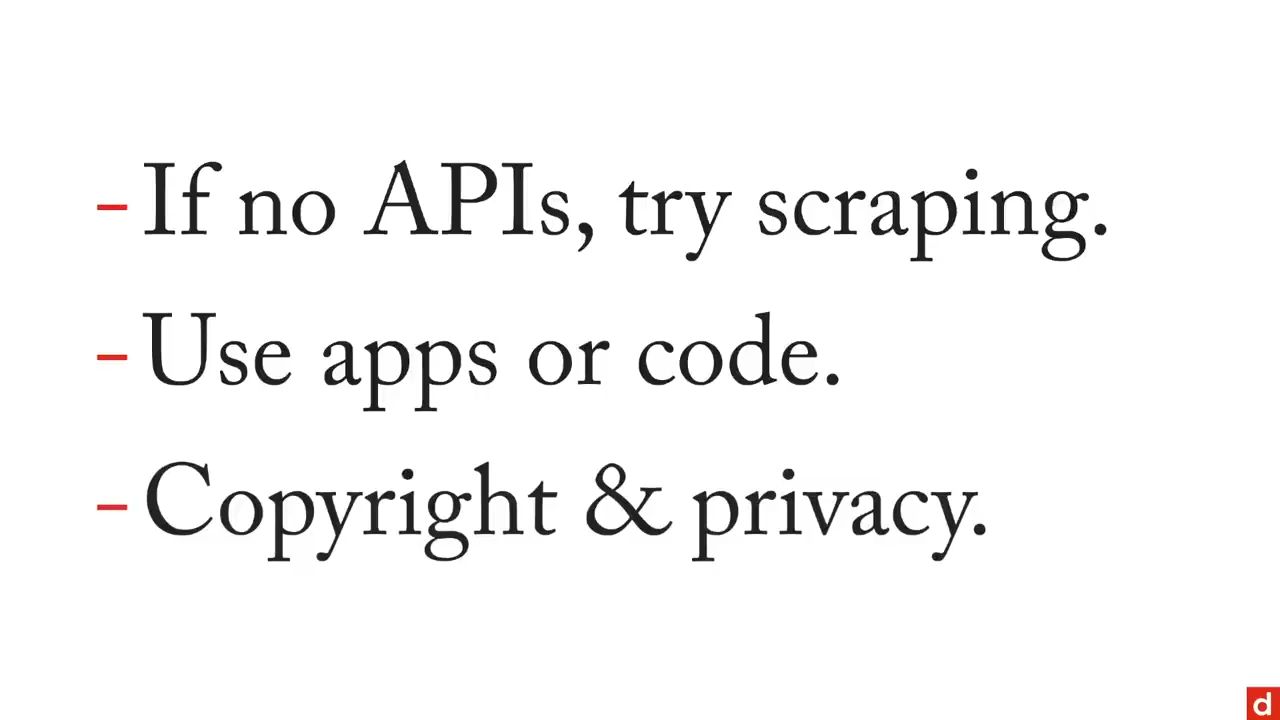 - If no APIs, try scraping.
- Use apps or code.
- Copyright & privacy.
d